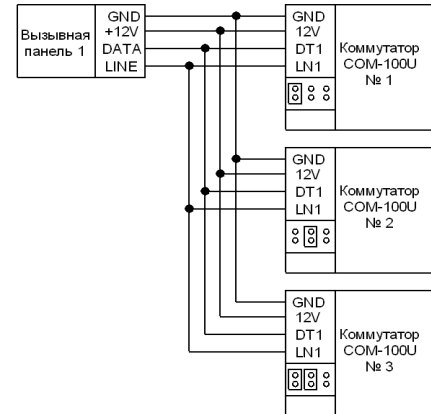 Вызывная
панель 1
GND
+12V
DATA
LINE
GND
12V
DT1
LN1
Коммутатор
COM-100U
№ 1
GND
12V
DT1
LN1
Коммутатор
COM-100U
№ 2
GND
12V
DT1
LN1
Коммутатор
COM-100U
№ 3